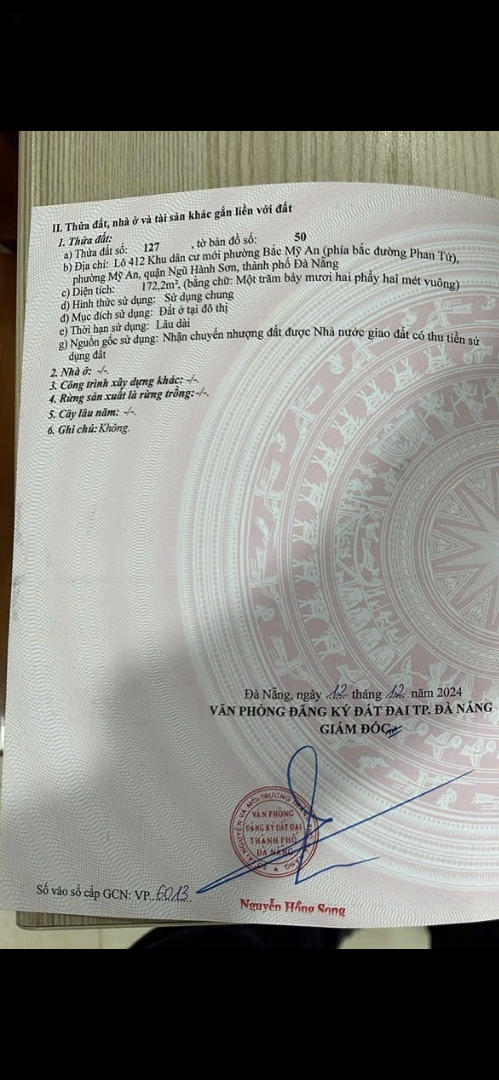 II. Thửa đất, nhà ở và tài sản khác gắn liền với đất
1. Thửa đất:
a) Thửa đất số: 127 , tờ bản đồ số: 50
b) Địa chỉ: Lô 412 Khu dân cư mới phường Bắc Mỹ An (phía bắc đường Phan Tứ),
phường Mỹ An, quận Ngũ Hành Sơn, thành phố Đà Nẵng
c) Diện tích: 172,2m², (bằng chữ: Một trăm bảy mươi hai phẩy hai mét vuông)
d) Hình thức sử dụng: Sử dụng chung
đ) Mục đích sử dụng: Đất ở tại đô thị
e) Thời hạn sử dụng: Lâu dài
g) Nguồn gốc sử dụng: Nhận chuyển nhượng đất được Nhà nước giao đất có thu tiền sử
dụng đất
2. Nhà ở: -/-.
3. Công trình xây dựng khác: -/-.
4. Rừng sản xuất là rừng trồng: -/-.
5. Cây lâu năm: -/-.
6. Ghi chú: Không.
Đà Nẵng, ngày 12 tháng 12 năm 2024
VĂN PHÒNG ĐĂNG KÝ ĐẤT ĐAI TP. ĐÀ NẴNG
GIÁM ĐỐC
VĂN PHÒNG
ĐĂNG KÝ ĐẤT ĐAI
THÀNH PHỐ
ĐÀ NẴNG
Số vào sổ cấp GCN: VP 6013
Nguyễn Hồng Song